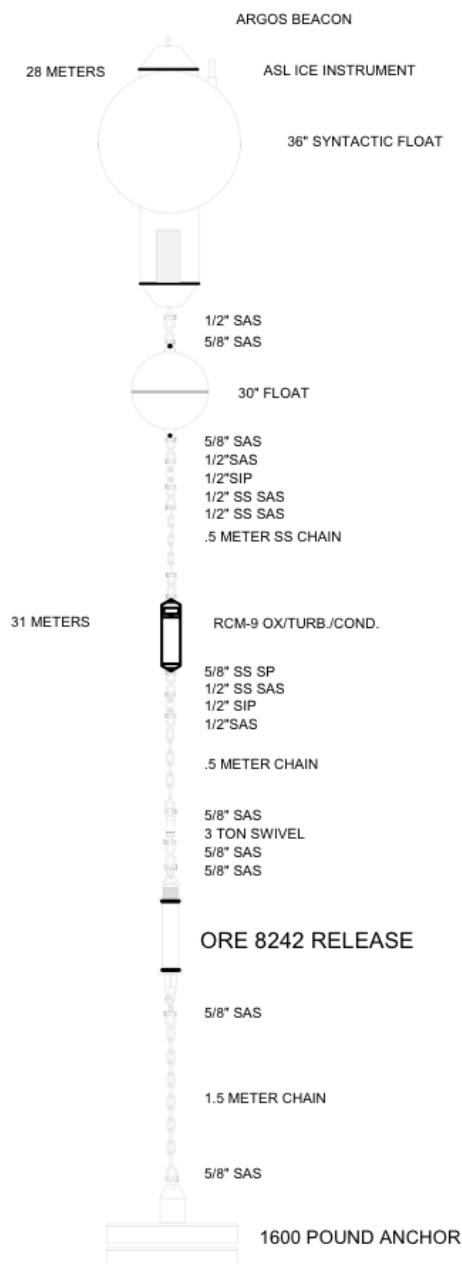 ARGOS BEACON
28 METERS
ASL ICE INSTRUMENT
36" SYNTACTIC FLOAT
1/2" SAS
5/8" SAS
30" FLOAT
5/8" SAS
1/2"SAS
1/2"SIP
1/2" SS SAS
1/2" SS SAS
.5 METER SS CHAIN
31 METERS
RCM-9 OX/TURB./COND.
5/8" SS SP
1/2" SS SAS
1/2" SIP
1/2"SAS
.5 METER CHAIN
5/8" SAS
3 TON SWIVEL
5/8" SAS
5/8" SAS
ORE 8242 RELEASE
5/8" SAS
1.5 METER CHAIN
5/8" SAS
1600 POUND ANCHOR